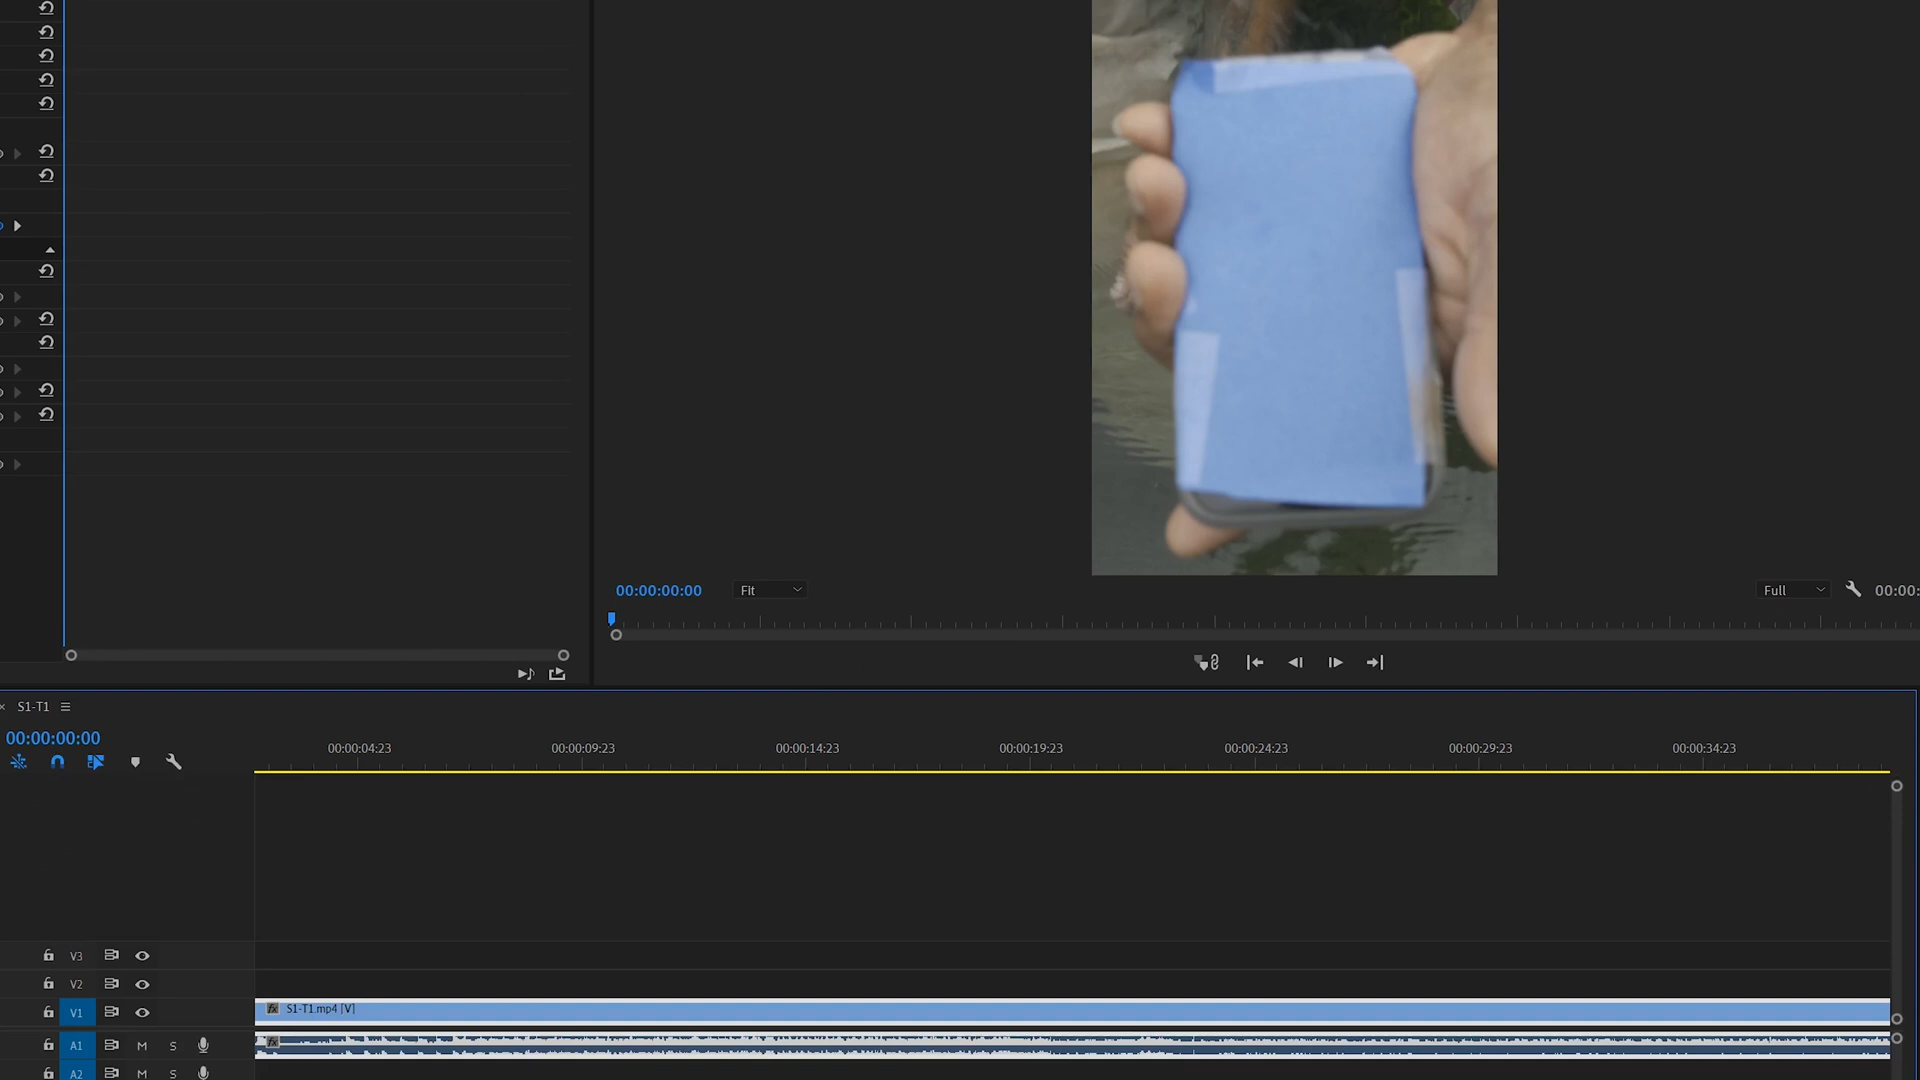 00:00:00:00
Fit
Full
00:00:
S1-T1
00:00:00:00
00:00:04:23
00:00:09:23
00:00:14:23
00:00:19:23
00:00:24:23
00:00:29:23
00:00:34:23
V3
V2
V1
fx S1-T1.mp4 [V]
A1 M S
fx
A2 M S